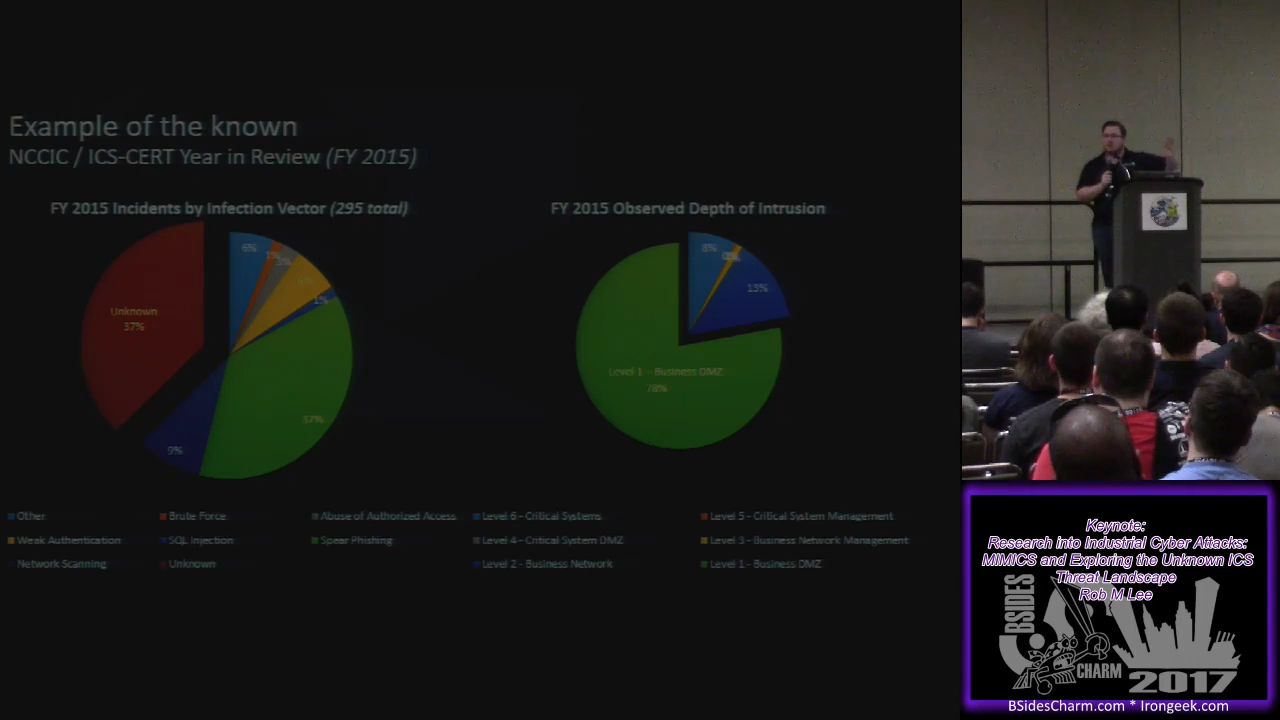 Example of the known
NCCIC / ICS-CERT Year in Review (FY 2015)
FY 2015 Incidents by Infection Vector (295 total)
6%
1%
1%
37%
9%
Unknown
37%
FY 2015 Observed Depth of Intrusion
8%
13%
Level 1 - Business DMZ
78%
Other
Brute Force
Abuse of Authorized Access
Weak Authentication
SQL Injection
Spear Phishing
Network Scanning
Unknown
Level 6 - Critical Systems
Level 5 - Critical System Management
Level 4 - Critical System DMZ
Level 3 - Business Network Management
Level 2 - Business Network
Level 1 - Business DMZ
Keynote:
Research into Industrial Cyber Attacks:
MIMICS and Exploring the Unknown ICS
Threat Landscape
Rob M Lee
BSIDES
CHARM
2017
BSidesCharm.com * Irongeek.com